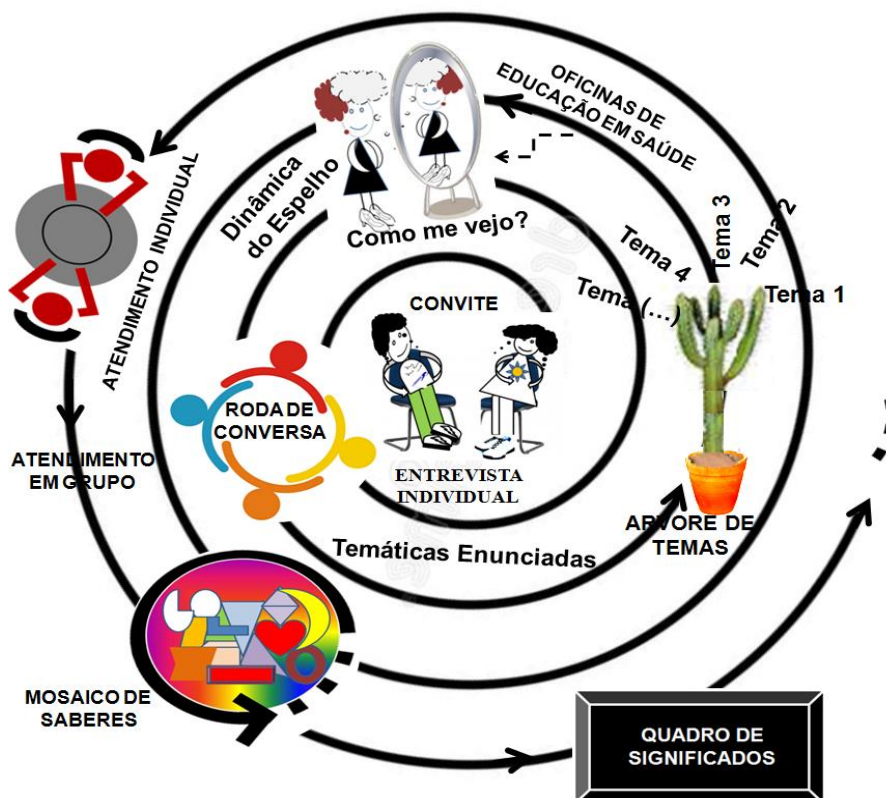 OFICINAS DE
EDUCAÇÃO EM SAÚDE
Dinâmica
do Espelho
Como me vejo?
ATENDIMENTO INDIVIDUAL
Tema 1
Tema 2
Tema 3
Tema 4
Tema (...)
CONVITE
RODA DE
CONVERSA
ENTREVISTA
INDIVIDUAL
ATENDIMENTO
EM GRUPO
Temáticas Enunciadas
ARVORE DE
TEMAS
MOSAICO DE
SABERES
QUADRO DE
SIGNIFICADOS